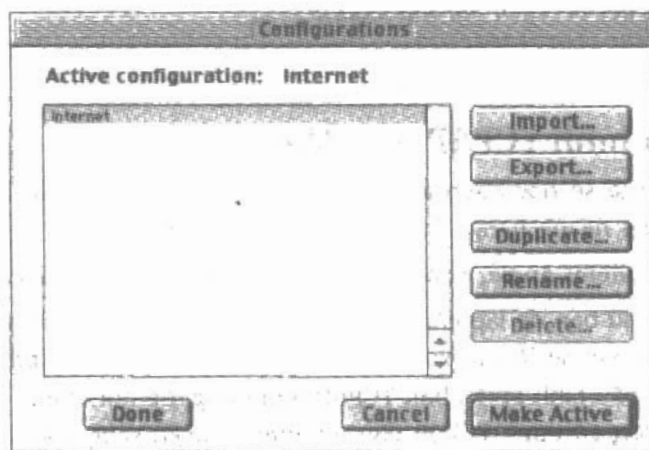 Configurations
Active configuration: Internet
Internet
Import...
Export...
Duplicate...
Rename...
Delete...
Done
Cancel
Make Active